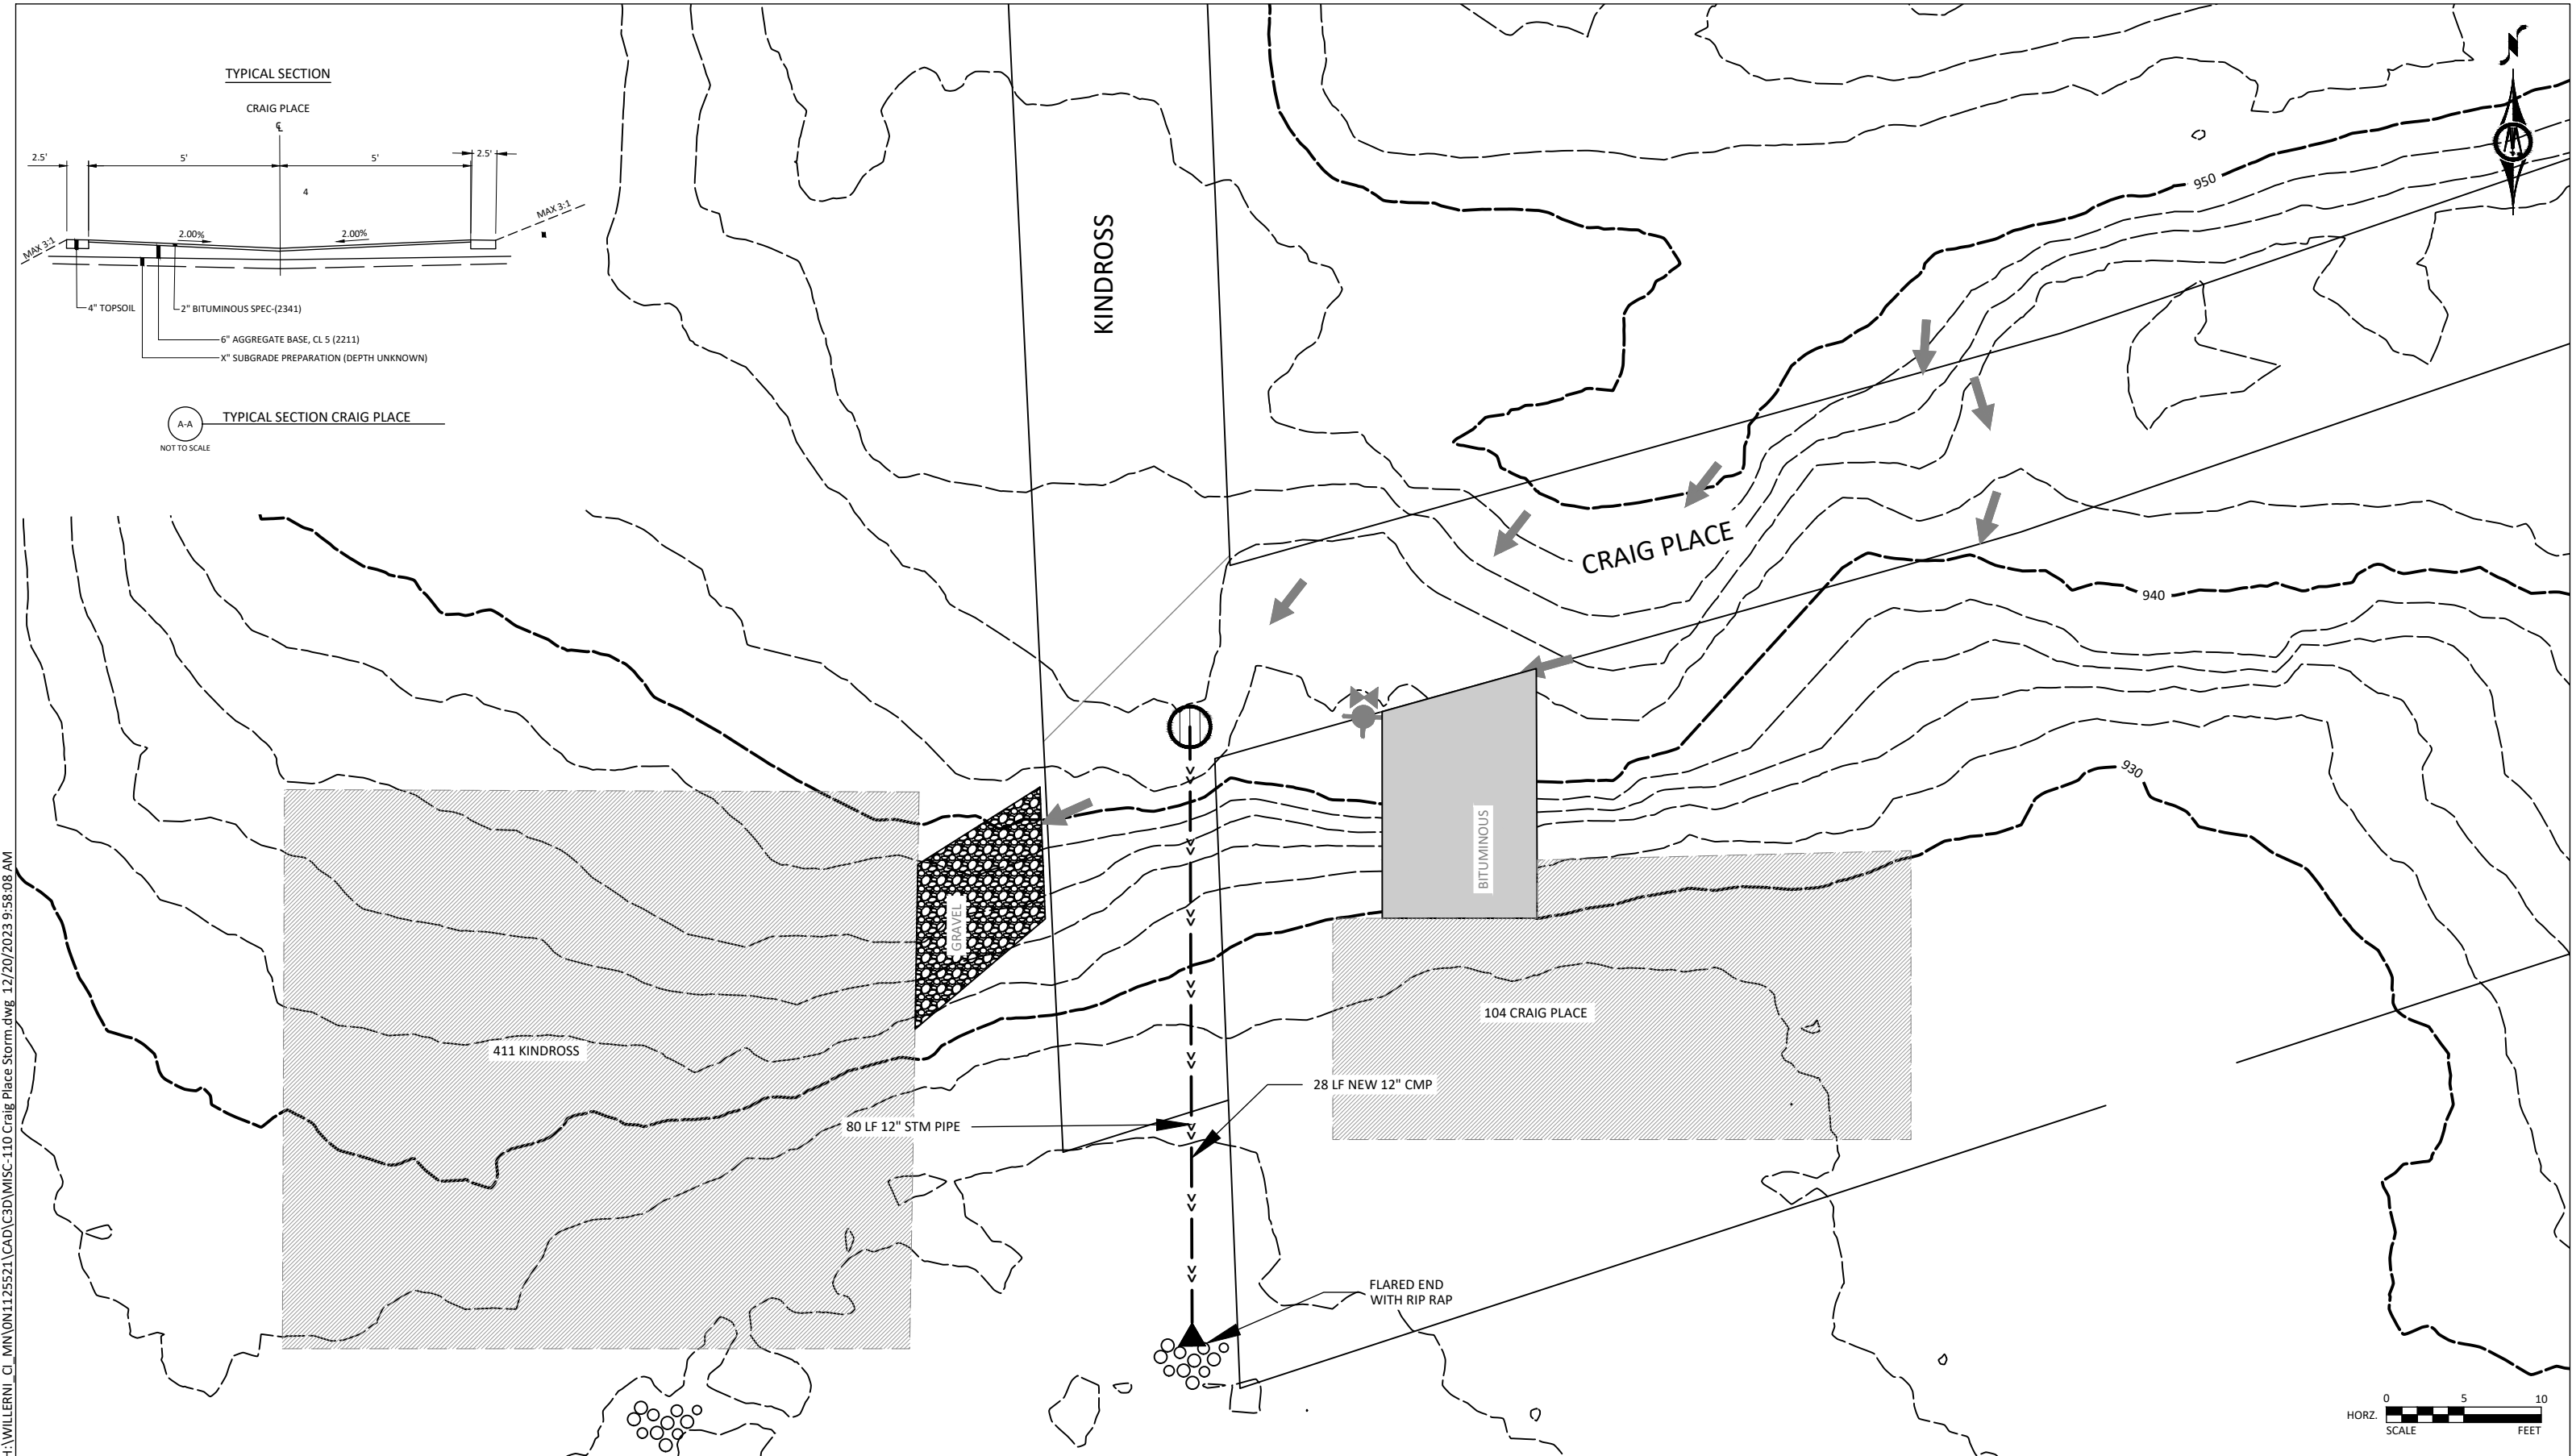 TYPICAL SECTION
CRAIG PLACE
℄
2.5' 5' 5' 2.5'
4
MAX 3:1
2.00% 2.00%
MAX 3:1
4" TOPSOIL
2" BITUMINOUS SPEC-(2341)
6" AGGREGATE BASE, CL 5 (2211)
X" SUBGRADE PREPARATION (DEPTH UNKNOWN)
A-A TYPICAL SECTION CRAIG PLACE
NOT TO SCALE
KINDROSS
N
950
CRAIG PLACE
940
930
BITUMINOUS
GRAVEL
411 KINDROSS
104 CRAIG PLACE
28 LF NEW 12" CMP
80 LF 12" STM PIPE
FLARED END
WITH RIP RAP
0 5 10
HORZ.
SCALE FEET
H:\WILLERNI_CI_MN\0N1125521\CAD\C3D\MISC-110 Craig Place Storm.dwg 12/20/2023 9:58:08 AM